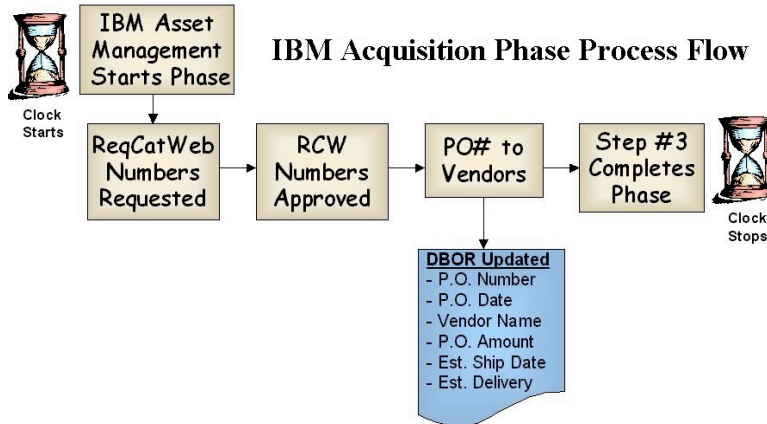 IBM Asset
Management
Starts Phase
IBM Acquisition Phase Process Flow
Clock
Starts
ReqCatWeb
Numbers
Requested
RCW
Numbers
Approved
PO# to
Vendors
Step #3
Completes
Phase
Clock
Stops
DBOR Updated
- P.O. Number
- P.O. Date
- Vendor Name
- P.O. Amount
- Est. Ship Date
- Est. Delivery